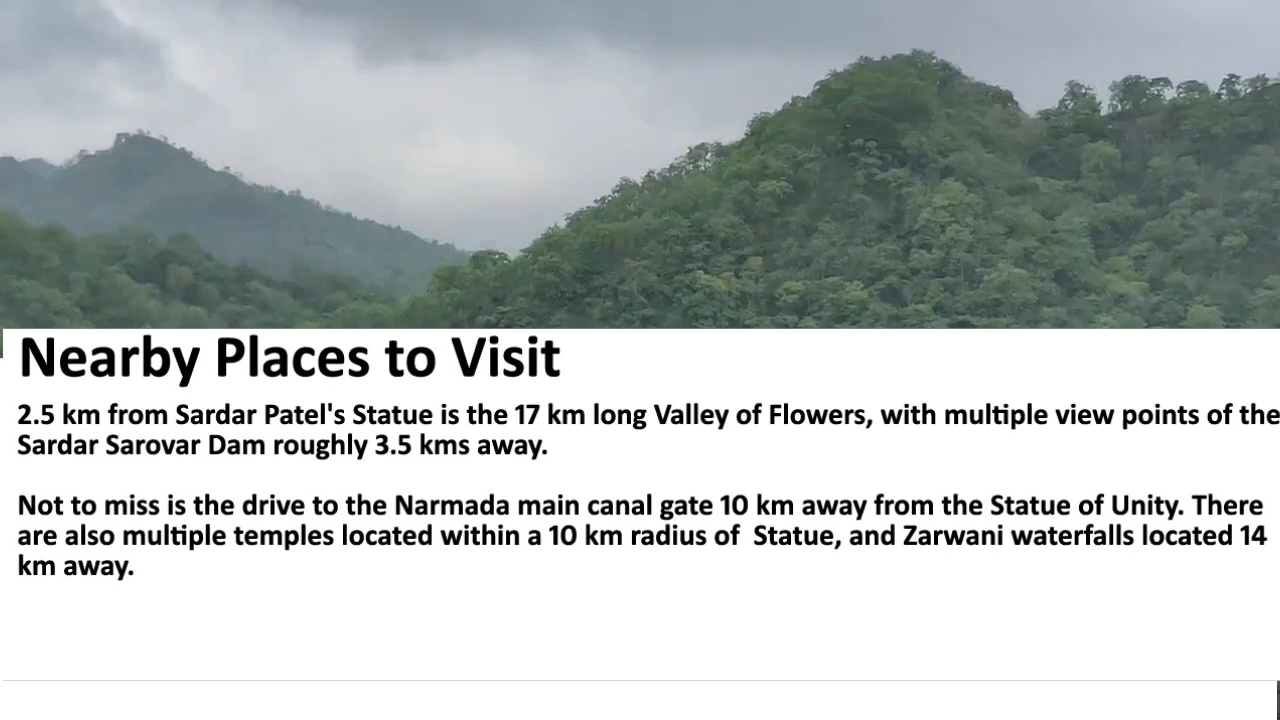 Nearby Places to Visit
2.5 km from Sardar Patel's Statue is the 17 km long Valley of Flowers, with multiple view points of the
Sardar Sarovar Dam roughly 3.5 kms away.
Not to miss is the drive to the Narmada main canal gate 10 km away from the Statue of Unity. There
are also multiple temples located within a 10 km radius of  Statue, and Zarwani waterfalls located 14
km away.